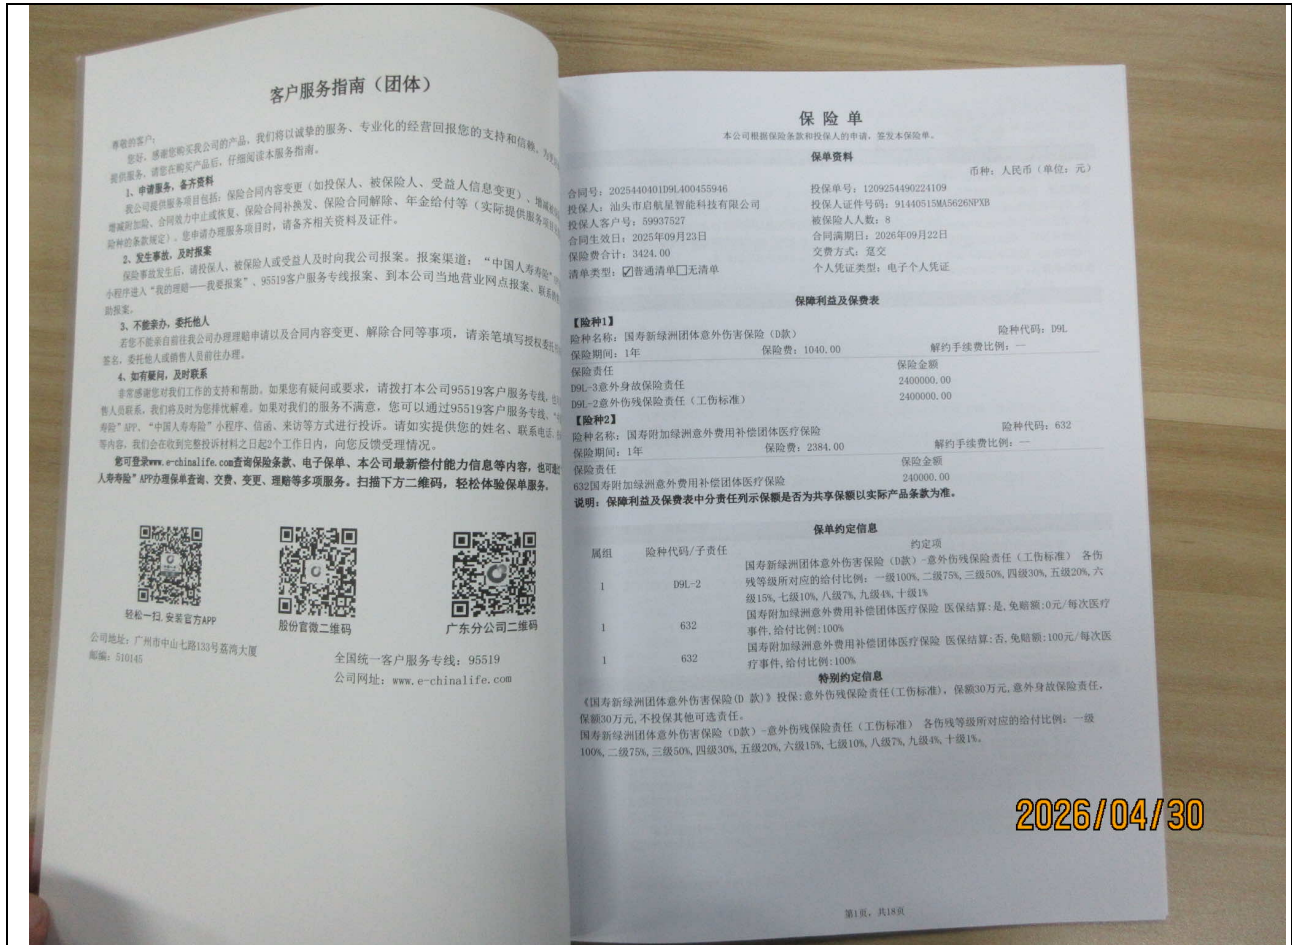 客户服务指南（团体）
尊敬的客户：
您好，感谢您购买我公司的产品，我们将以诚挚的服务、专业化的经营回报您的支持和信赖。为
提供服务，请您在购买产品后，仔细阅读本服务指南。
1、申请服务，备齐资料
我公司提供服务项目包括：保险合同内容变更（如投保人、被保险人、受益人信息变更）、增减
增减附加险、合同效力中止或恢复、保险合同补换发、保险合同解除、年金给付等（实际提供服务项目
险种的条款规定）。您申请办理服务项目时，请备齐相关资料及证件。
2、发生事故，及时报案
保险事故发生后，请投保人、被保险人或受益人及时向我公司报案。报案渠道：“中国人寿寿险”
小程序进入“我的理赔——我要报案”、95519客户服务专线报案、到本公司当地营业网点报案、联系
助报案。
3、不能亲办，委托他人
若您不能亲自前往我公司办理理赔申请以及合同内容变更、解除合同等事项，请亲笔填写授权委托
签名，委托他人或销售人员前往办理。
4、如有疑问，及时联系
非常感谢您对我们工作的支持和帮助。如果您有疑问或要求，请拨打本公司95519客户服务专线，
售人员联系，我们将及时为您排忧解难。如果对我们的服务不满意，您可以通过95519客户服务专线、“
寿险”APP、“中国人寿寿险”小程序、信函、来访等方式进行投诉。请如实提供您的姓名、联系电话、
等内容，我们会在收到完整投诉材料之日起2个工作日内，向您反馈受理情况。
您可登录www.e-chinalife.com查询保险条款、电子保单、本公司最新偿付能力信息等内容，也可通
人寿寿险”APP办理保单查询、交费、变更、理赔等多项服务。扫描下方二维码，轻松体验保单服务。
轻松一扫，安装官方APP
股份官微二维码
广东分公司二维码
公司地址：广州市中山七路133号荔湾大厦
邮编：510145
全国统一客户服务专线：95519
公司网址：www.e-chinalife.com
保 险 单
本公司根据保险条款和投保人的申请，签发本保险单。
保单资料
币种：人民币（单位：元）
合同号：2025440401D9L400455946 投保单号：1209254490224109
投保人：汕头市启航星智能科技有限公司 投保人证件号码：91440515MA5626NPXB
投保人客户号：59937527 被保险人人数：8
合同生效日：2025年09月23日 合同满期日：2026年09月22日
保险费合计：3424.00 交费方式：趸交
清单类型：☑普通清单□无清单 个人凭证类型：电子个人凭证
保障利益及保费表
【险种1】
险种名称：国寿新绿洲团体意外伤害保险（D款） 险种代码：D9L
保险期间：1年 保险费：1040.00 解约手续费比例：—
保险责任 保险金额
D9L-3意外身故保险责任 2400000.00
D9L-2意外伤残保险责任（工伤标准） 2400000.00
【险种2】
险种名称：国寿附加绿洲意外费用补偿团体医疗保险 险种代码：632
保险期间：1年 保险费：2384.00 解约手续费比例：—
保险责任 保险金额
632国寿附加绿洲意外费用补偿团体医疗保险 240000.00
说明：保障利益及保费表中分责任列示保额是否为共享保额以实际产品条款为准。
保单约定信息
属组 险种代码/子责任 约定项
国寿新绿洲团体意外伤害保险（D款）-意外伤残保险责任（工伤标准） 各伤
1 D9L-2 残等级所对应的给付比例：一级100%,二级75%,三级50%,四级30%,五级20%,六
级15%,七级10%,八级7%,九级4%,十级1%
国寿附加绿洲意外费用补偿团体医疗保险 医保结算:是,免赔额:0元/每次医疗
1 632 事件,给付比例:100%
国寿附加绿洲意外费用补偿团体医疗保险 医保结算:否,免赔额:100元/每次医
1 632 疗事件,给付比例:100%
特别约定信息
《国寿新绿洲团体意外伤害保险(D 款)》投保:意外伤残保险责任(工伤标准)，保额30万元,意外身故保险责任，
保额30万元,不投保其他可选责任。
国寿新绿洲团体意外伤害保险（D款）-意外伤残保险责任（工伤标准） 各伤残等级所对应的给付比例：一级
100%,二级75%,三级50%,四级30%,五级20%,六级15%,七级10%,八级7%,九级4%,十级1%。
2026/04/30
第1页，共18页